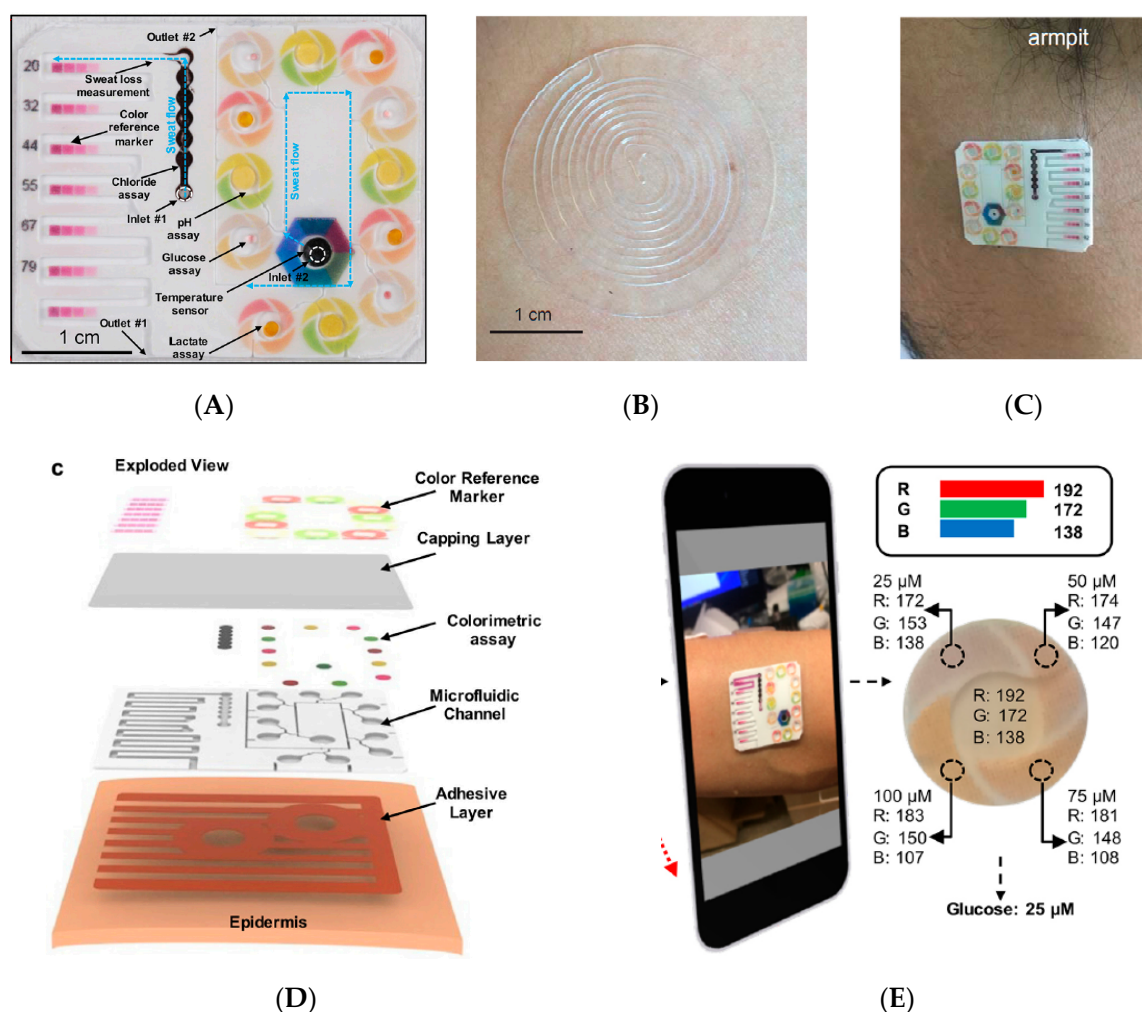 Outlet #2
20
Sweat loss
measurement
32
Color
reference
marker
44
Sweat flow
Chloride
assay
55
Inlet #1
pH
assay
67
Glucose
assay
79
Temperature
sensor
Sweat flow
Inlet #2
1 cm
Outlet #1
Lactate
assay
(A)
1 cm
(B)
armpit
(C)
c
Exploded View
Color Reference
Marker
Capping Layer
Colorimetric
assay
Microfluidic
Channel
Adhesive
Layer
Epidermis
(D)
R 192
G 172
B 138
25 µM
R: 172
G: 153
B: 138
50 µM
R: 174
G: 147
B: 120
R: 192
G: 172
B: 138
100 µM
R: 183
G: 150
B: 107
75 µM
R: 181
G: 148
B: 108
Glucose: 25 µM
(E)